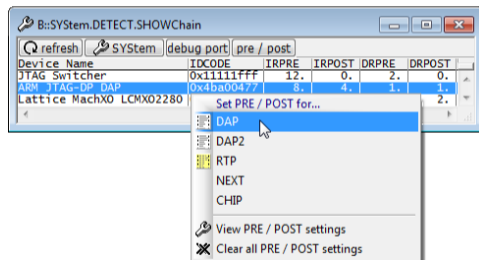 B::SYStem.DETECT.SHOWChain
refresh SYStem debug port pre / post
Device Name IDCODE IRPRE IRPOST DRPRE DRPOST
JTAG Switcher 0x11111fff 12. 0. 2. 0.
ARM JTAG-DP DAP 0x4ba00477 8. 4. 1. 1.
Lattice MachXO LCMXO2280 2.
Set PRE / POST for...
DAP
DAP2
RTP
NEXT
CHIP
View PRE / POST settings
Clear all PRE / POST settings